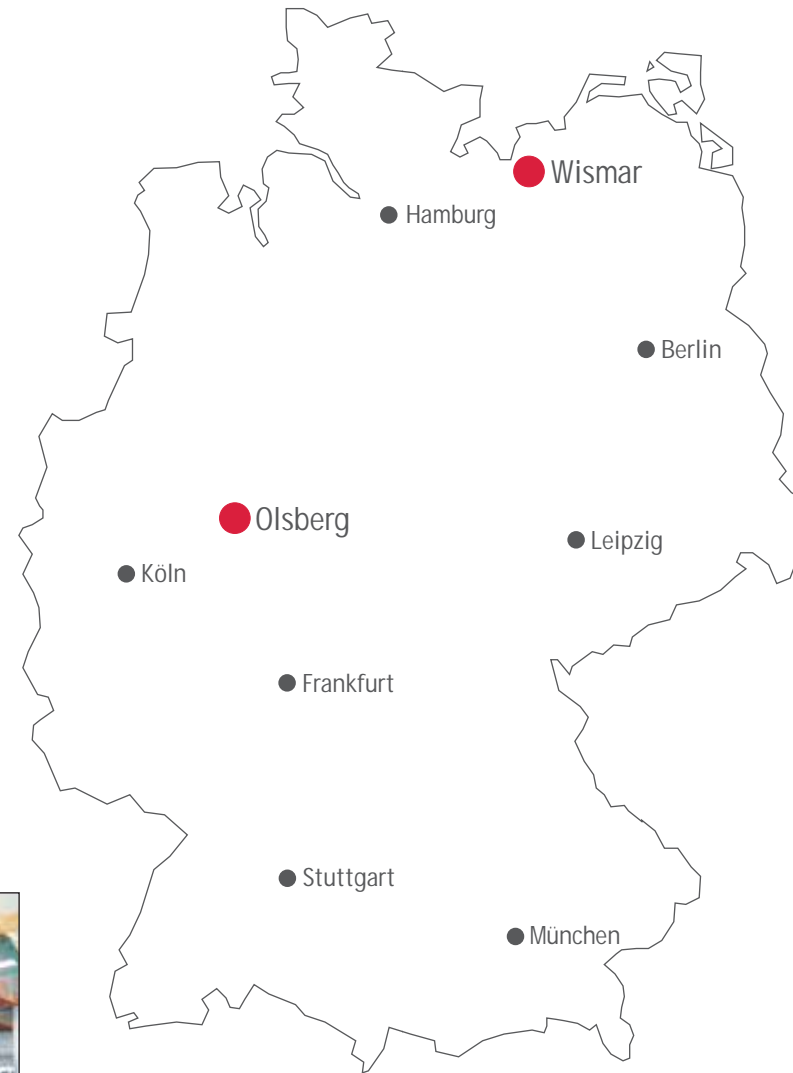 Wismar
Hamburg
Berlin
Olsberg
Leipzig
Köln
Frankfurt
Stuttgart
München